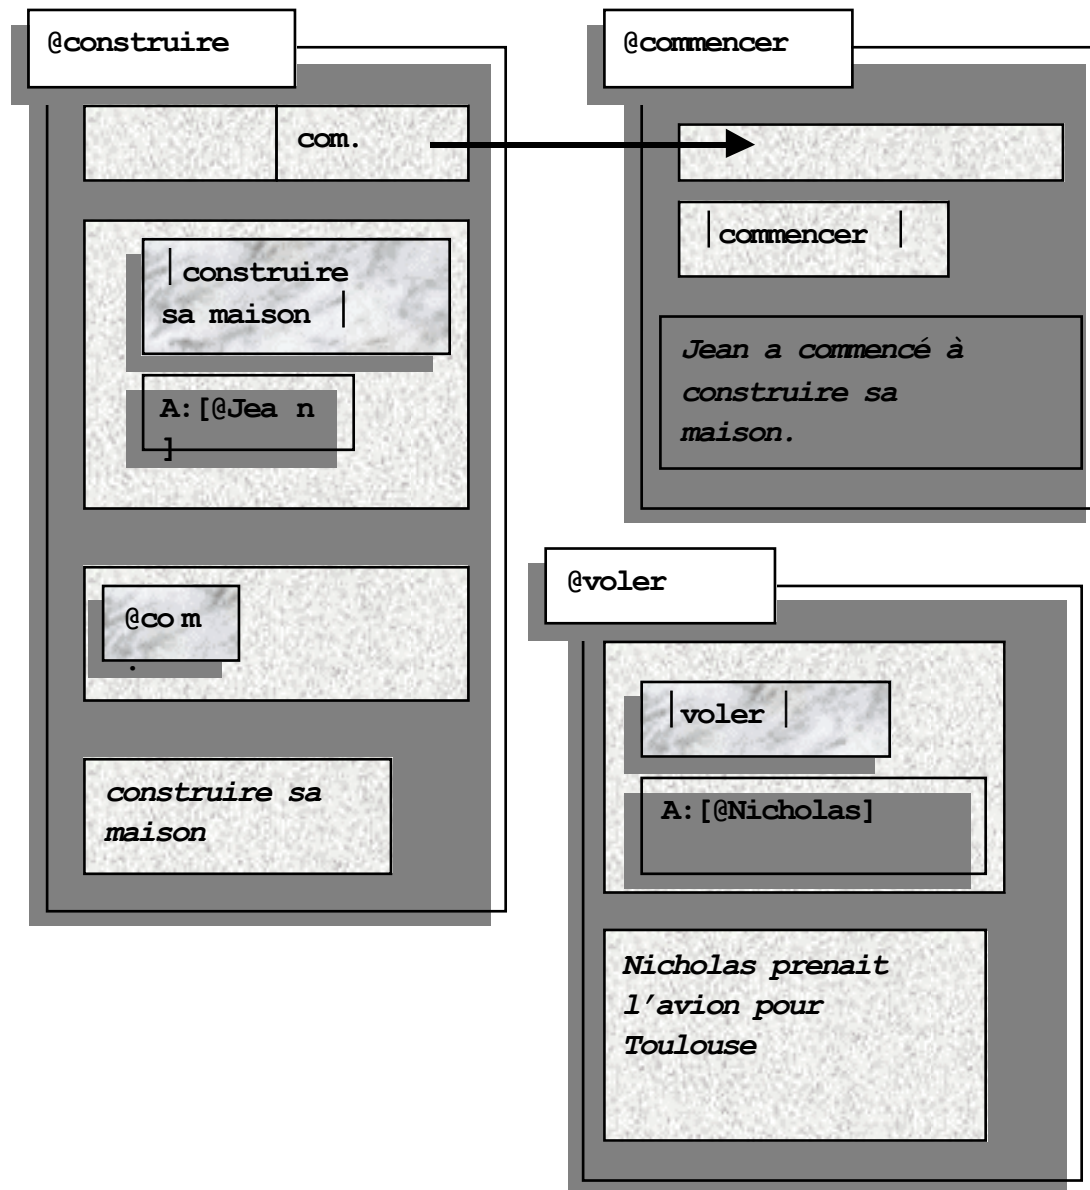 @construire
com.
|construire
sa maison |
A:[@Jea n
]
@co m
.
construire sa
maison
@commencer
|commencer |
Jean a commencé à
construire sa
maison.
@voler
|voler |
A:[@Nicholas]
Nicholas prenait
l'avion pour
Toulouse